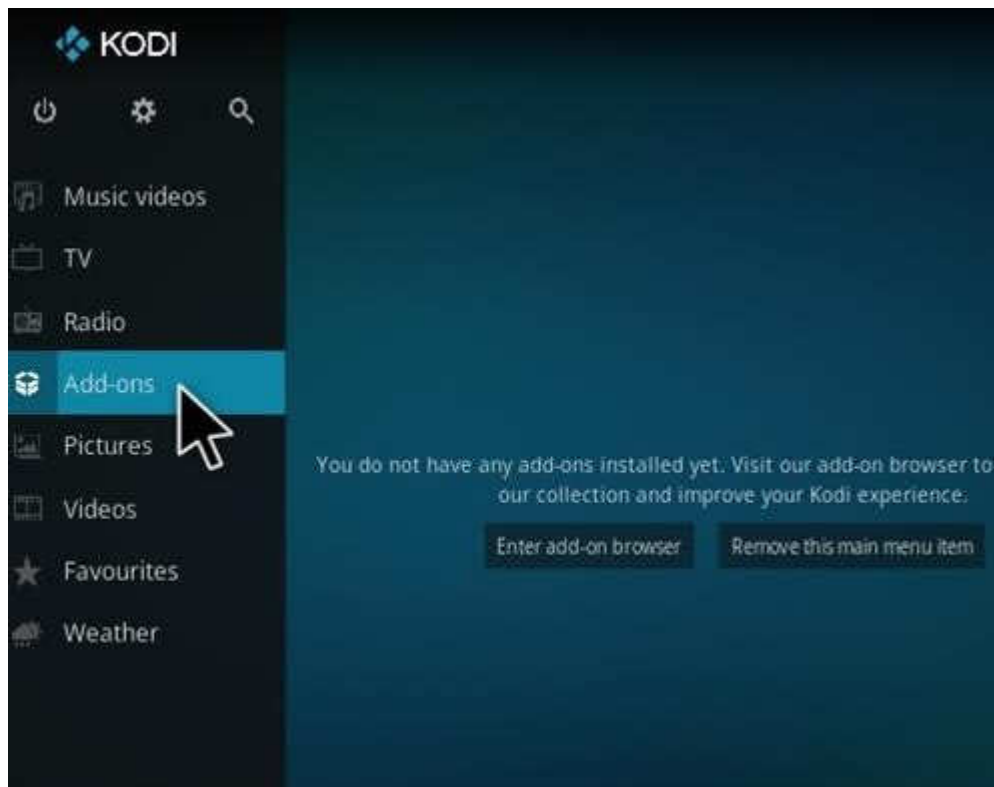 KODI
Music videos
TV
Radio
Add-ons
Pictures
Videos
Favourites
Weather
You do not have any add-ons installed yet. Visit our add-on browser to
our collection and improve your Kodi experience.
Enter add-on browser
Remove this main menu item